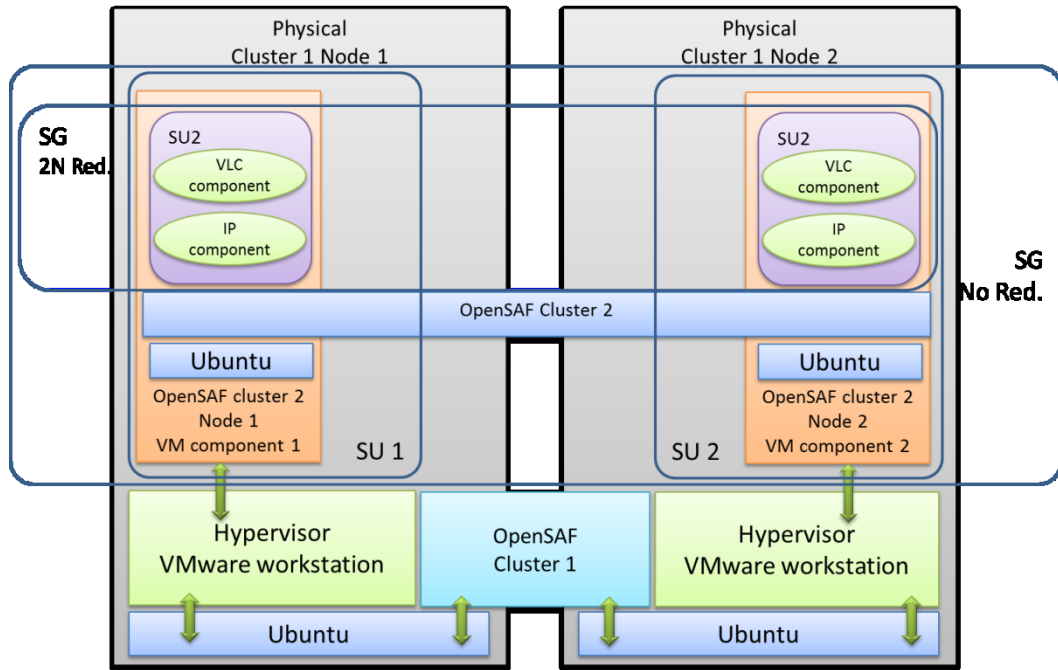 Physical
Cluster 1 Node 1
Physical
Cluster 1 Node 2
SG
2N Red.
SU2
VLC
component
IP
component
SU2
VLC
component
IP
component
SG
No Red.
OpenSAF Cluster 2
Ubuntu
OpenSAF cluster 2
Node 1
VM component 1
SU 1
Ubuntu
OpenSAF cluster 2
Node 2
VM component 2
SU 2
Hypervisor
VMware workstation
OpenSAF
Cluster 1
Hypervisor
VMware workstation
Ubuntu
Ubuntu